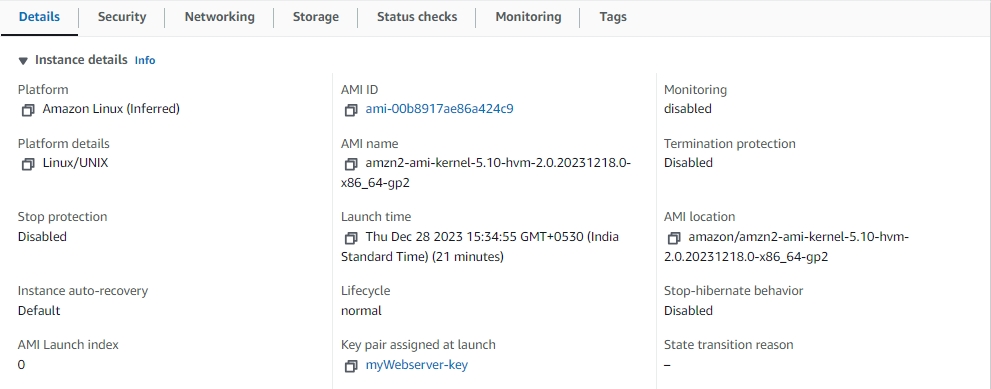 Details
Security
Networking
Storage
Status checks
Monitoring
Tags
Instance details Info
Platform
Amazon Linux (Inferred)
AMI ID
ami-00b8917ae86a424c9
Monitoring
disabled
Platform details
Linux/UNIX
AMI name
amzn2-ami-kernel-5.10-hvm-2.0.20231218.0-
x86_64-gp2
Termination protection
Disabled
Stop protection
Disabled
Launch time
Thu Dec 28 2023 15:34:55 GMT+0530 (India
Standard Time) (21 minutes)
AMI location
amazon/amzn2-ami-kernel-5.10-hvm-
2.0.20231218.0-x86_64-gp2
Instance auto-recovery
Default
Lifecycle
normal
Stop-hibernate behavior
Disabled
AMI Launch index
0
Key pair assigned at launch
myWebserver-key
State transition reason
–